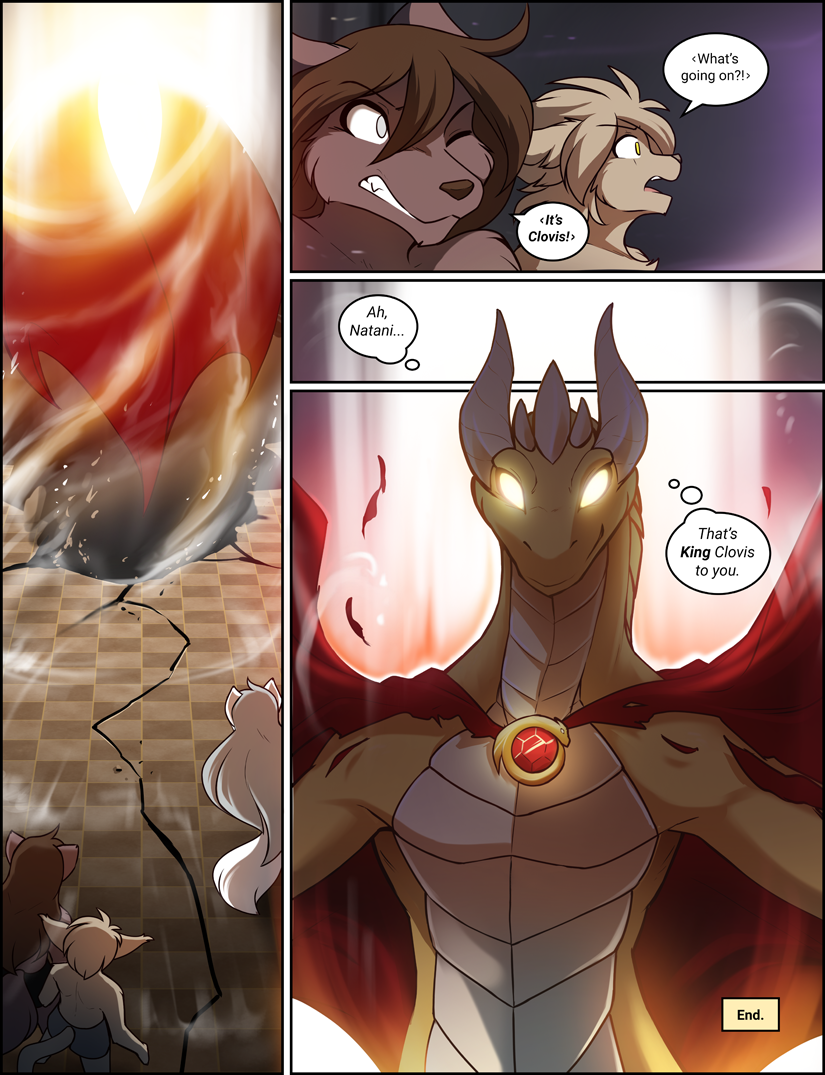 ‹What's
going on?!›
‹It's
Clovis!›
Ah,
Natani...
That's
King Clovis
to you.
End.